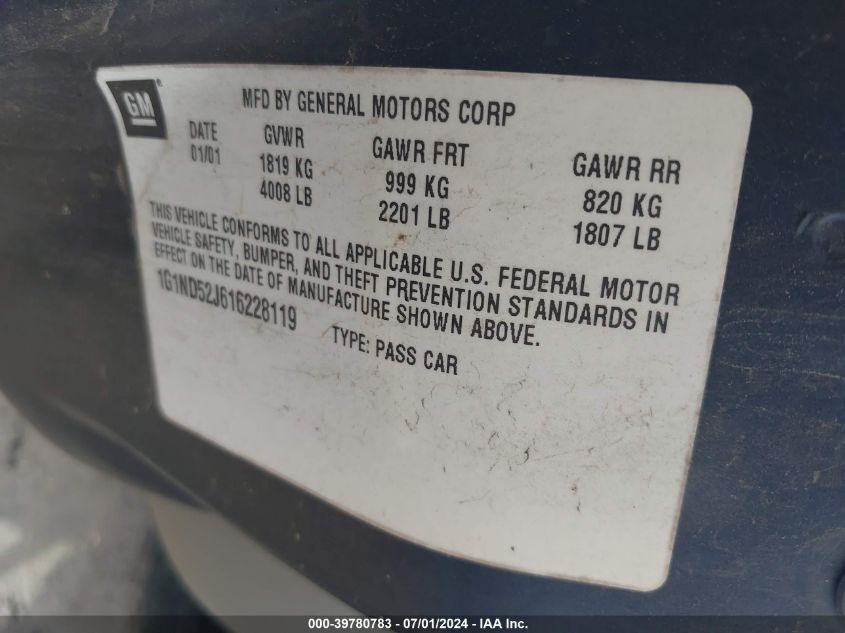 GM ®
MFD BY GENERAL MOTORS CORP
DATE GVWR GAWR FRT GAWR RR
01/01 1819 KG 999 KG 820 KG
4008 LB 2201 LB 1807 LB
THIS VEHICLE CONFORMS TO ALL APPLICABLE U.S. FEDERAL MOTOR
VEHICLE SAFETY, BUMPER, AND THEFT PREVENTION STANDARDS IN
EFFECT ON THE DATE OF MANUFACTURE SHOWN ABOVE.
1G1ND52J616228119 TYPE: PASS CAR
000-39780783 - 07/01/2024 - IAA Inc.